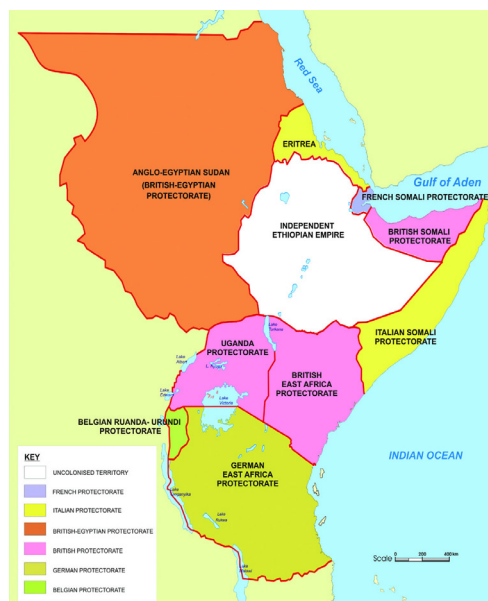 Red Sea
ERITREA
ANGLO-EGYPTIAN SUDAN
(BRITISH-EGYPTIAN
PROTECTORATE)
Gulf of Aden
FRENCH SOMALI PROTECTORATE
INDEPENDENT
ETHIOPIAN EMPIRE
BRITISH SOMALI
PROTECTORATE
Lake
Turkana
ITALIAN SOMALI
PROTECTORATE
UGANDA
PROTECTORATE
Lake
Albert
L. Kyoga
BRITISH
EAST AFRICA
PROTECTORATE
Lake
Edward
Lake
Victoria
BELGIAN RUANDA- URUNDI
PROTECTORATE
INDIAN OCEAN
GERMAN
EAST AFRICA
PROTECTORATE
Lake
Tanganyika
Lake
Rukwa
Lake
KEY
UNCOLONISED TERRITORY
FRENCH PROTECTORATE
ITALIAN PROTECTORATE
BRITISH-EGYPTIAN PROTECTORATE
BRITISH PROTECTORATE
GERMAN PROTECTORATE
BELGIAN PROTECTORATE
Scale 0 200 400 km